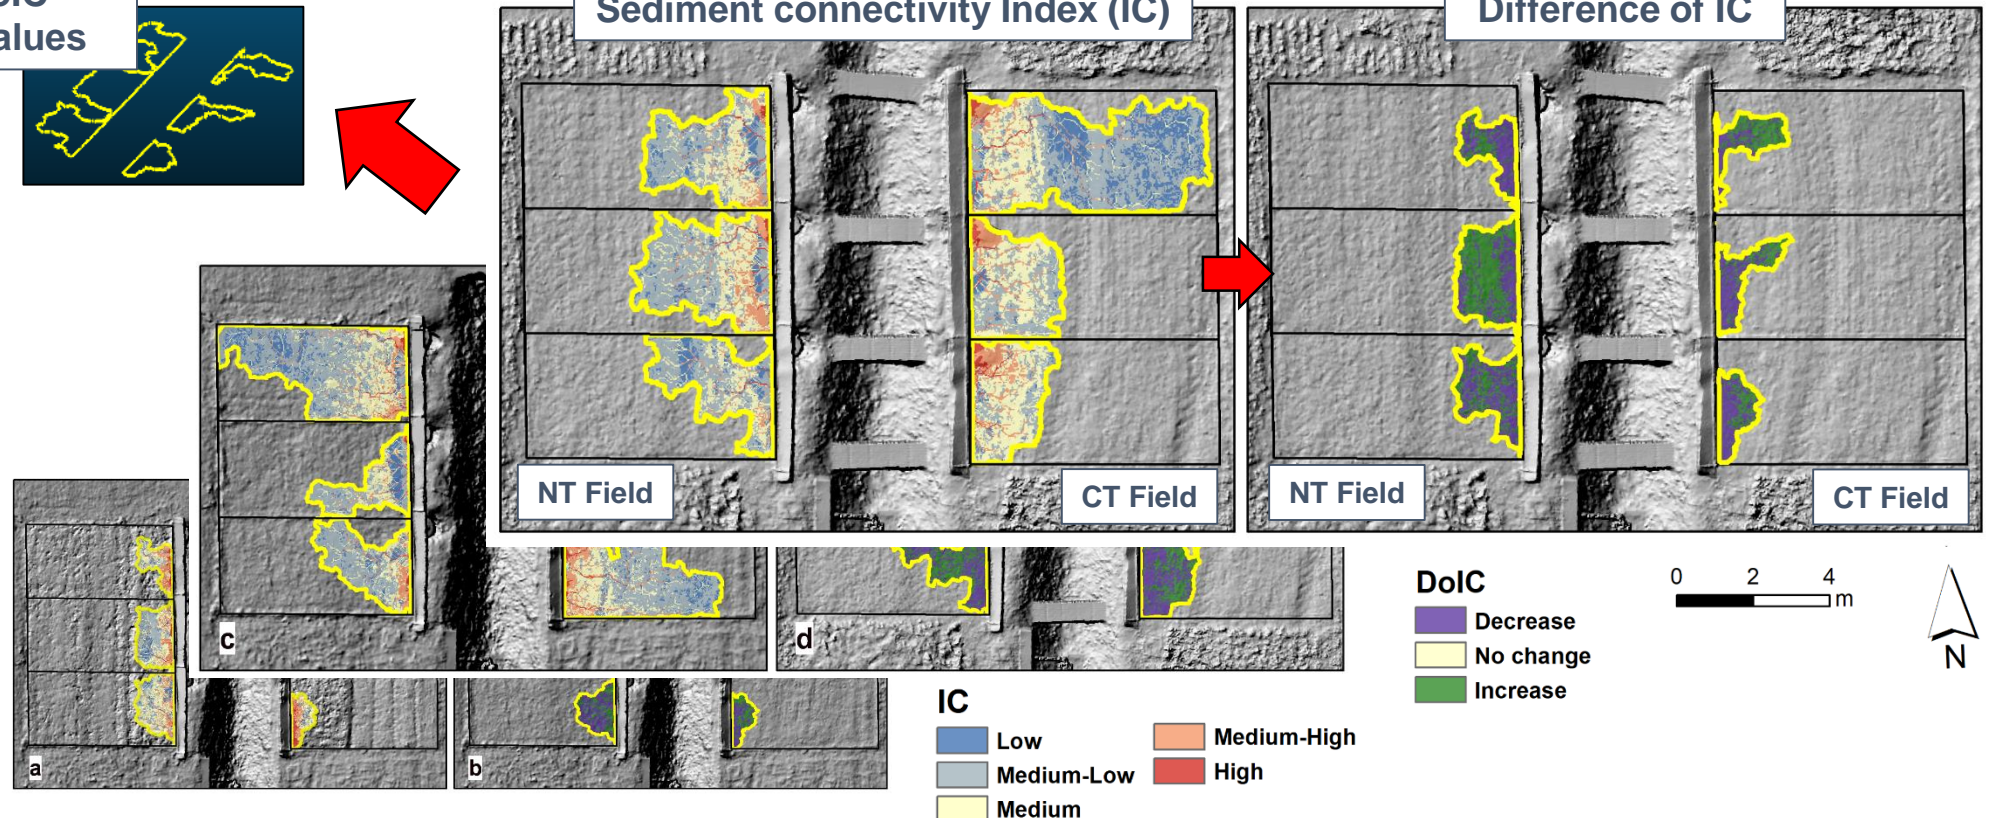 alues
Sediment connectivity Index (IC)
Difference of IC
NT Field
CT Field
NT Field
CT Field
c
d
a
b
DoIC
Decrease
No change
Increase
0 2 4
m
N
IC
Low
Medium-Low
Medium
Medium-High
High